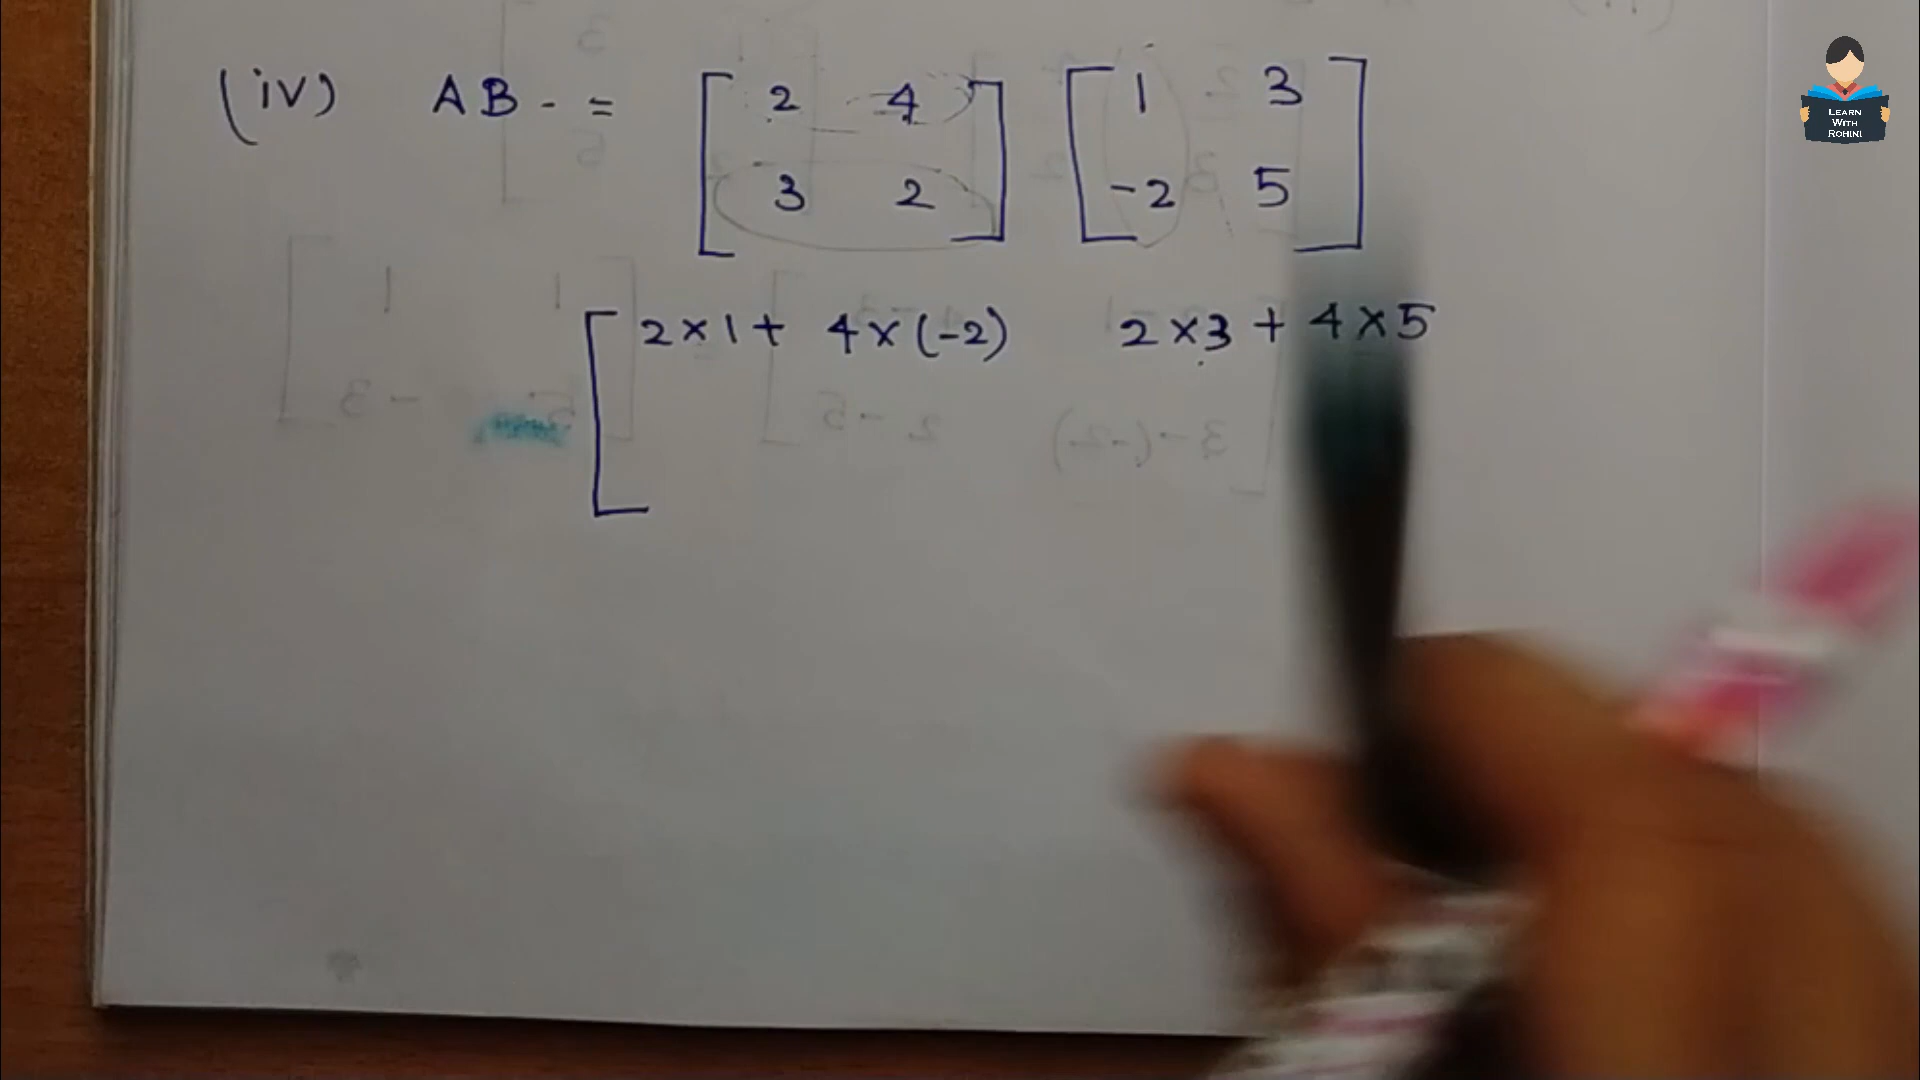 (iv) AB - = [ 2 4 ] [ 1 3 ]
3 2 -2 5
[ 2 × 1 + 4 × (-2) 2 × 3 + 4 × 5
LEARN
WITH
ROHINI